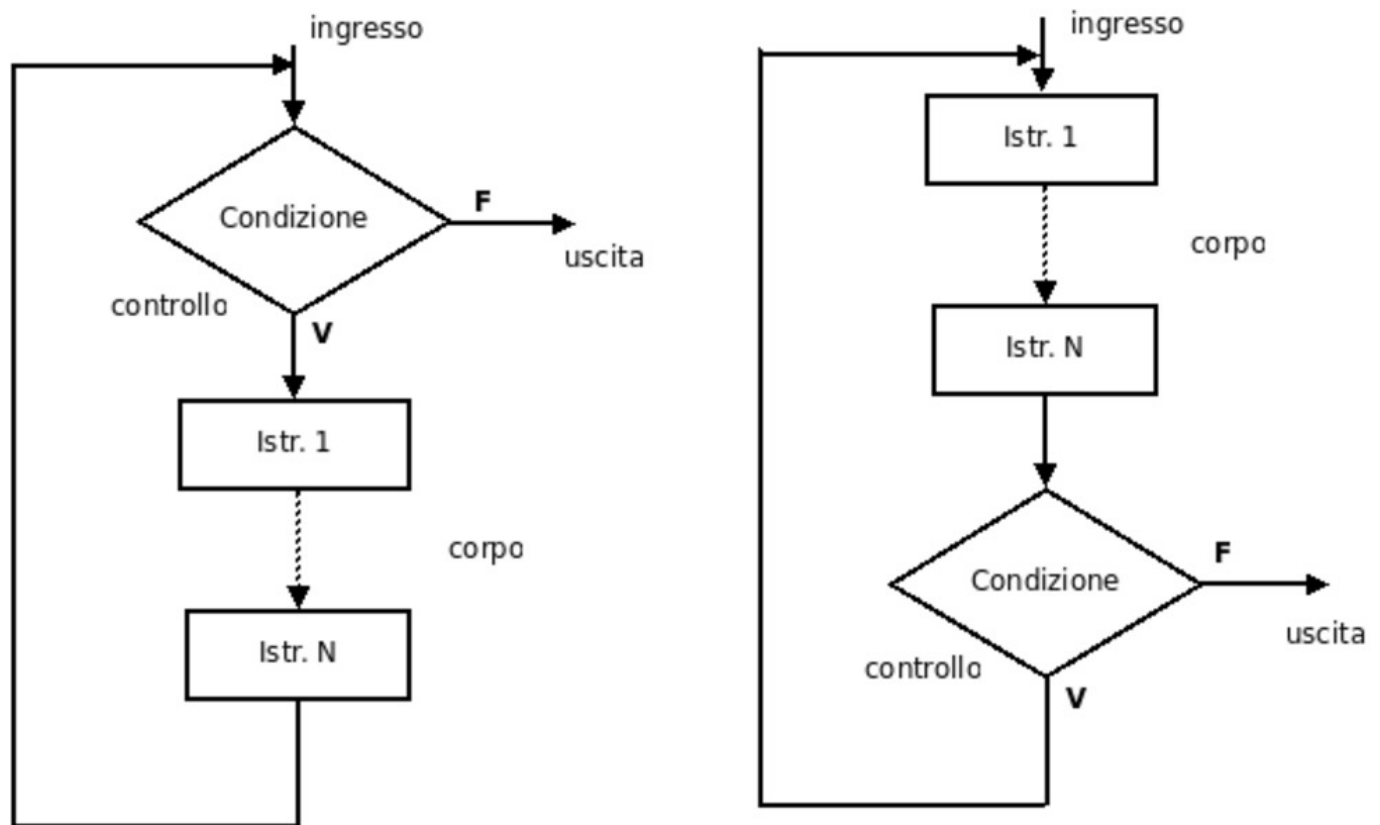 ingresso
Condizione
F
uscita
controllo
V
Istr. 1
corpo
Istr. N
ingresso
Istr. 1
corpo
Istr. N
Condizione
F
uscita
controllo
V